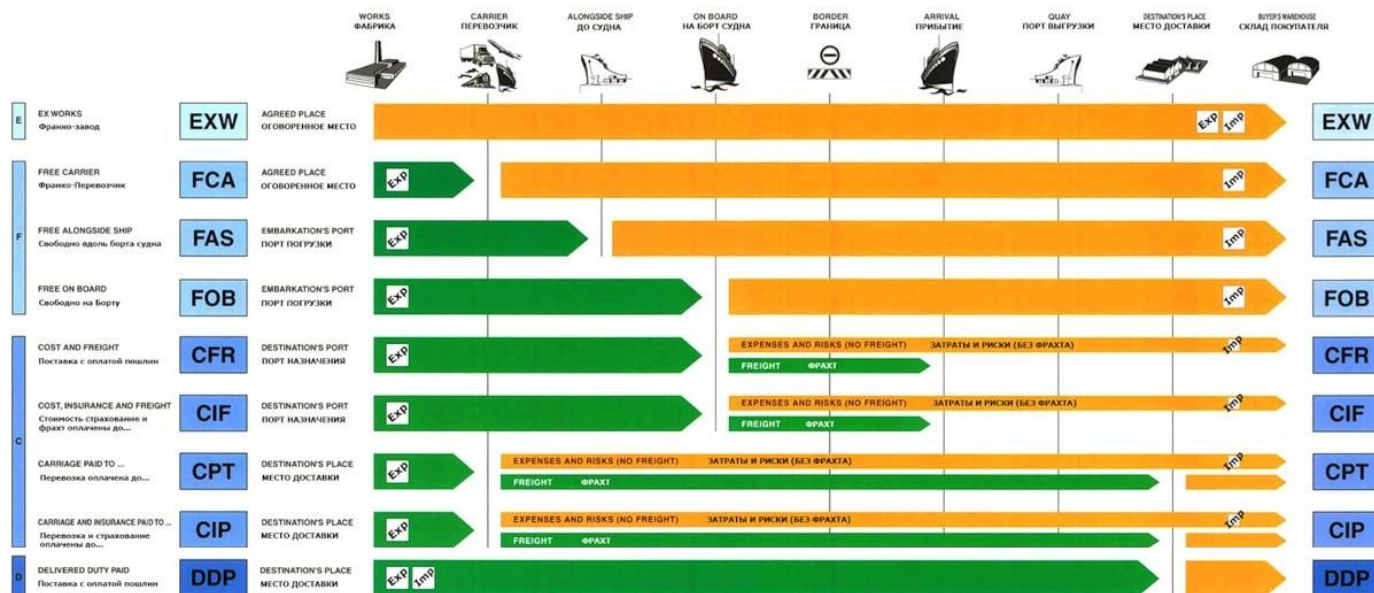 WORKS
ФАБРИКА
CARRIER
ПЕРЕВОЗЧИК
ALONGSIDE SHIP
ДО СУДНА
ON BOARD
НА БОРТ СУДНА
BORDER
ГРАНИЦА
ARRIVAL
ПРИБЫТИЕ
QUAY
ПОРТ ВЫГРУЗКИ
DESTINATION'S PLACE
МЕСТО ДОСТАВКИ
BUYER'S WAREHOUSE
СКЛАД ПОКУПАТЕЛЯ
E
EX WORKS
Франко-завод
EXW
AGREED PLACE
ОГОВОРЕННОЕ МЕСТО
Exp Imp
EXW
F
FREE CARRIER
Франко-Перевозчик
FCA
AGREED PLACE
ОГОВОРЕННОЕ МЕСТО
Exp
Imp
FCA
FREE ALONGSIDE SHIP
Свободно вдоль борта судна
FAS
EMBARKATION'S PORT
ПОРТ ПОГРУЗКИ
Exp
Imp
FAS
FREE ON BOARD
Свободно на Борту
FOB
EMBARKATION'S PORT
ПОРТ ПОГРУЗКИ
Exp
Imp
FOB
C
COST AND FREIGHT
Поставка с оплатой пошлин
CFR
DESTINATION'S PORT
ПОРТ НАЗНАЧЕНИЯ
Exp
EXPENSES AND RISKS (NO FREIGHT) ЗАТРАТЫ И РИСКИ (БЕЗ ФРАХТА)
Imp
FREIGHT ФРАХТ
CFR
COST, INSURANCE AND FREIGHT
Стоимость страхование и
фрахт оплачены до...
CIF
DESTINATION'S PORT
ПОРТ НАЗНАЧЕНИЯ
Exp
EXPENSES AND RISKS (NO FREIGHT) ЗАТРАТЫ И РИСКИ (БЕЗ ФРАХТА)
Imp
FREIGHT ФРАХТ
CIF
CARRIAGE PAID TO ...
Перевозка оплачена до...
CPT
DESTINATION'S PLACE
МЕСТО ДОСТАВКИ
Exp
EXPENSES AND RISKS (NO FREIGHT) ЗАТРАТЫ И РИСКИ (БЕЗ ФРАХТА)
Imp
FREIGHT ФРАХТ
CPT
CARRIAGE AND INSURANCE PAID TO ...
Перевозка и страхование
оплачены до...
CIP
DESTINATION'S PLACE
МЕСТО ДОСТАВКИ
Exp
EXPENSES AND RISKS (NO FREIGHT) ЗАТРАТЫ И РИСКИ (БЕЗ ФРАХТА)
Imp
FREIGHT ФРАХТ
CIP
D
DELIVERED DUTY PAID
Поставка с оплатой пошлин
DDP
DESTINATION'S PLACE
МЕСТО ДОСТАВКИ
Exp Imp
DDP